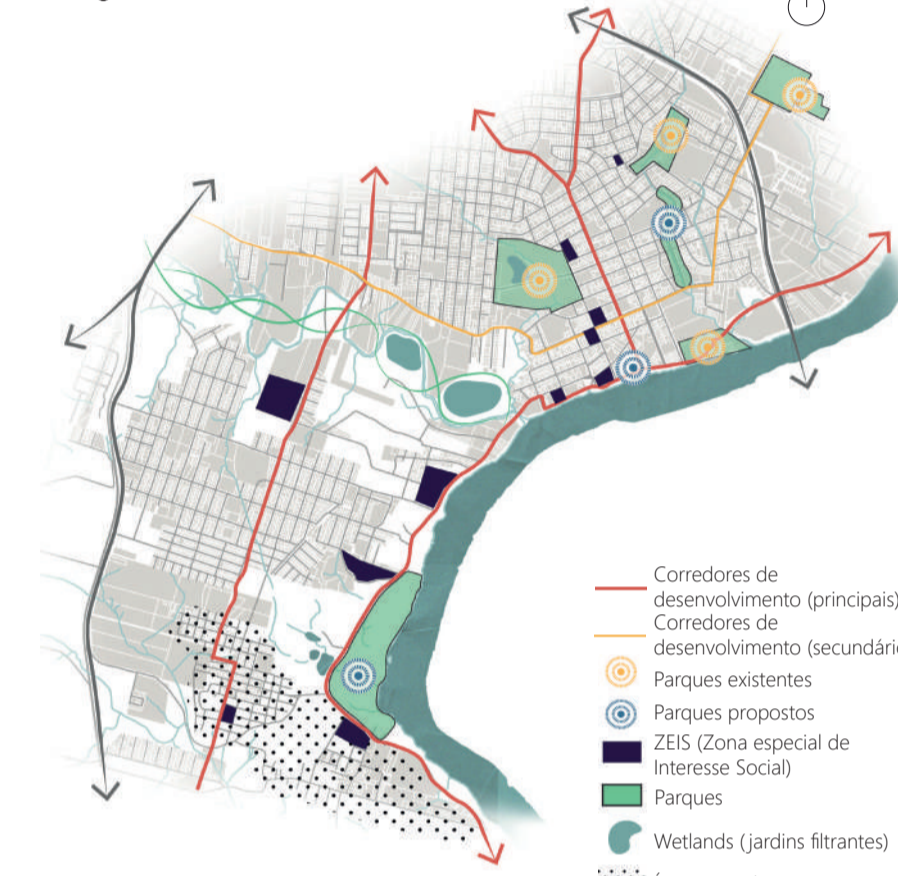 Corredores de
desenvolvimento (principais)
Corredores de
desenvolvimento (secundário
Parques existentes
Parques propostos
ZEIS (Zona especial de
Interesse Social)
Parques
Wetlands (jardins filtrantes)